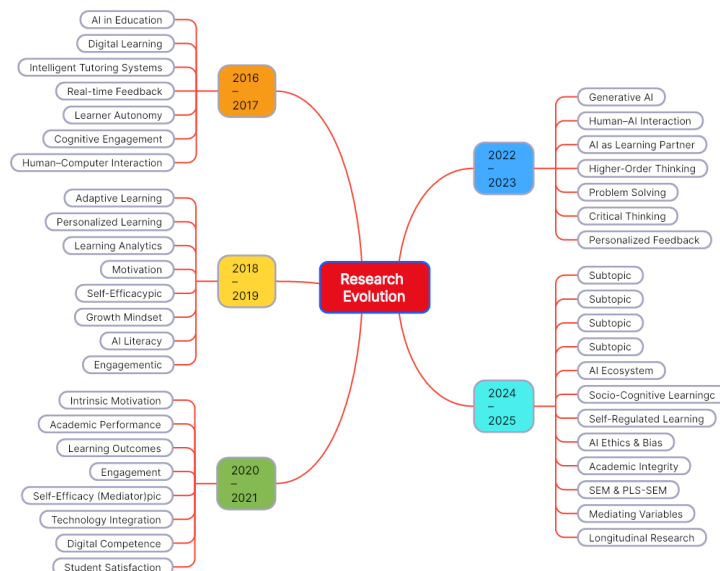 AI in Education
Digital Learning
Intelligent Tutoring Systems
Real-time Feedback
Learner Autonomy
Cognitive Engagement
Human–Computer Interaction
2016
–
2017
Adaptive Learning
Personalized Learning
Learning Analytics
Motivation
Self-Efficacypic
Growth Mindset
AI Literacy
Engagementic
2018
–
2019
Intrinsic Motivation
Academic Performance
Learning Outcomes
Engagement
Self-Efficacy (Mediator)pic
Technology Integration
Digital Competence
Student Satisfaction
2020
–
2021
Research
Evolution
2022
–
2023
Generative AI
Human–AI Interaction
AI as Learning Partner
Higher-Order Thinking
Problem Solving
Critical Thinking
Personalized Feedback
2024
–
2025
Subtopic
Subtopic
Subtopic
Subtopic
AI Ecosystem
Socio-Cognitive Learningc
Self-Regulated Learning
AI Ethics & Bias
Academic Integrity
SEM & PLS-SEM
Mediating Variables
Longitudinal Research